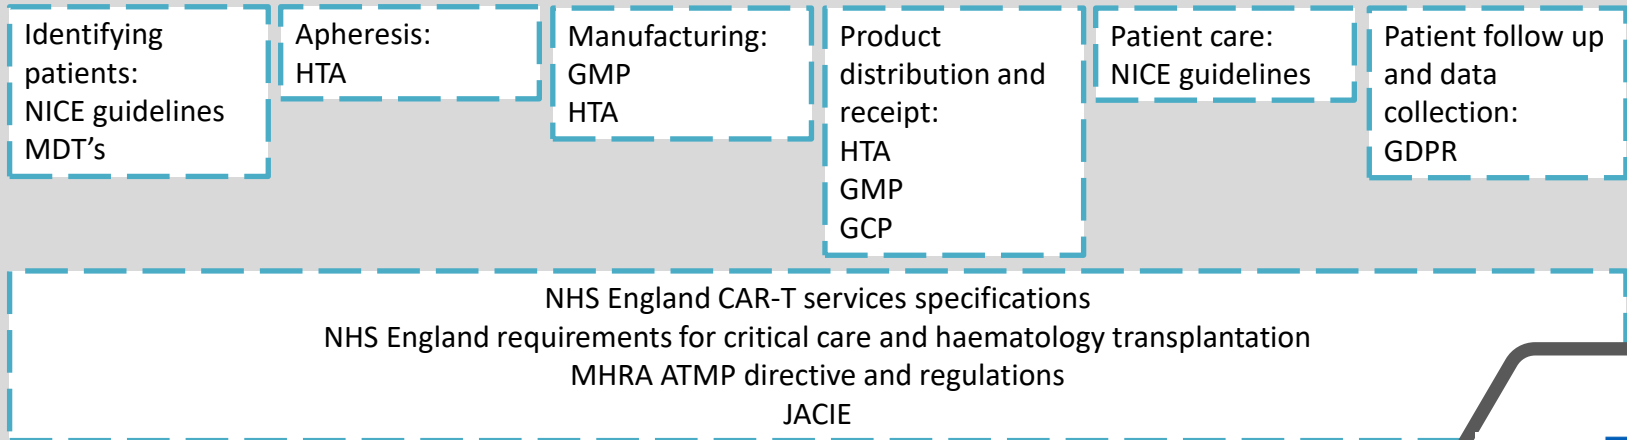 Identifying
patients:
NICE guidelines
MDT’s
Apheresis:
HTA
Manufacturing:
GMP
HTA
Product
distribution and
receipt:
HTA
GMP
GCP
Patient care:
NICE guidelines
Patient follow up
and data
collection:
GDPR
NHS England CAR-T services specifications
NHS England requirements for critical care and haematology transplantation
MHRA ATMP directive and regulations
JACIE